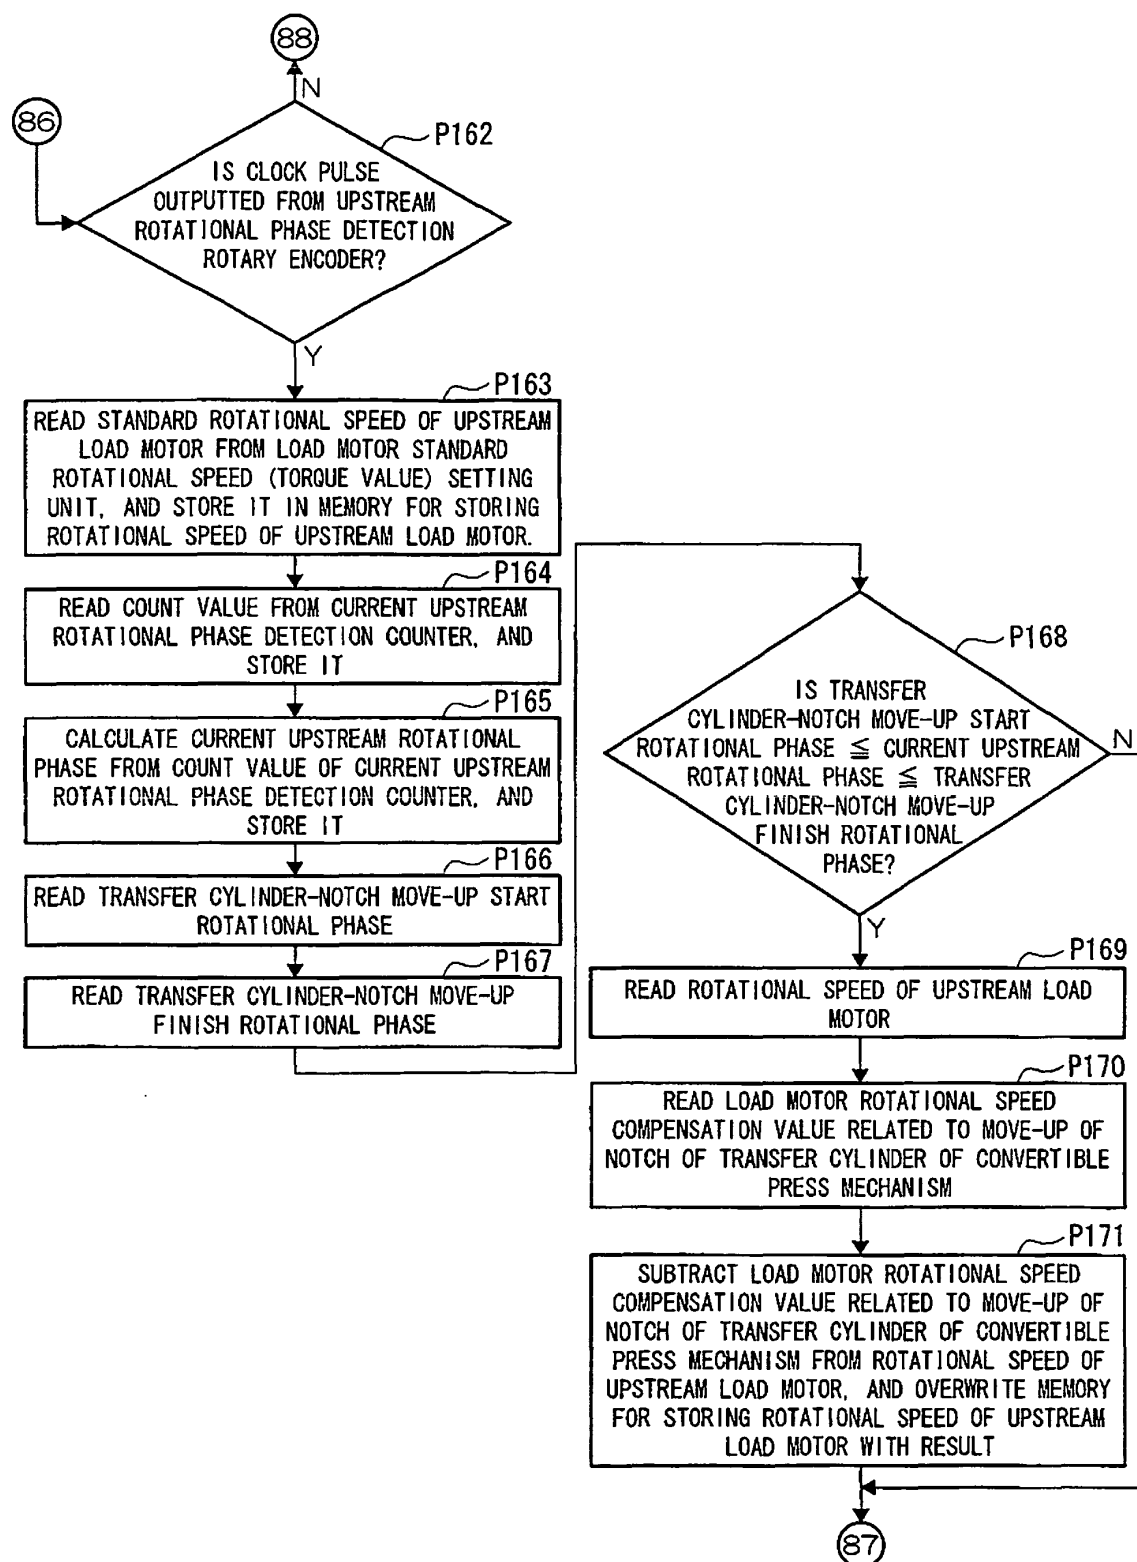 88
N
86
P162
IS CLOCK PULSE
OUTPUTTED FROM UPSTREAM
ROTATIONAL PHASE DETECTION
ROTARY ENCODER?
Y
P163
READ STANDARD ROTATIONAL SPEED OF UPSTREAM
LOAD MOTOR FROM LOAD MOTOR STANDARD
ROTATIONAL SPEED (TORQUE VALUE) SETTING
UNIT, AND STORE IT IN MEMORY FOR STORING
ROTATIONAL SPEED OF UPSTREAM LOAD MOTOR.
P164
READ COUNT VALUE FROM CURRENT UPSTREAM
ROTATIONAL PHASE DETECTION COUNTER, AND
STORE IT
P165
CALCULATE CURRENT UPSTREAM ROTATIONAL
PHASE FROM COUNT VALUE OF CURRENT UPSTREAM
ROTATIONAL PHASE DETECTION COUNTER, AND
STORE IT
P166
READ TRANSFER CYLINDER-NOTCH MOVE-UP START
ROTATIONAL PHASE
P167
READ TRANSFER CYLINDER-NOTCH MOVE-UP
FINISH ROTATIONAL PHASE
P168
IS TRANSFER
CYLINDER-NOTCH MOVE-UP START
ROTATIONAL PHASE ≦ CURRENT UPSTREAM
ROTATIONAL PHASE ≦ TRANSFER
CYLINDER-NOTCH MOVE-UP
FINISH ROTATIONAL
PHASE?
N
Y
P169
READ ROTATIONAL SPEED OF UPSTREAM LOAD
MOTOR
P170
READ LOAD MOTOR ROTATIONAL SPEED
COMPENSATION VALUE RELATED TO MOVE-UP OF
NOTCH OF TRANSFER CYLINDER OF CONVERTIBLE
PRESS MECHANISM
P171
SUBTRACT LOAD MOTOR ROTATIONAL SPEED
COMPENSATION VALUE RELATED TO MOVE-UP OF
NOTCH OF TRANSFER CYLINDER OF CONVERTIBLE
PRESS MECHANISM FROM ROTATIONAL SPEED OF
UPSTREAM LOAD MOTOR, AND OVERWRITE MEMORY
FOR STORING ROTATIONAL SPEED OF UPSTREAM
LOAD MOTOR WITH RESULT
87